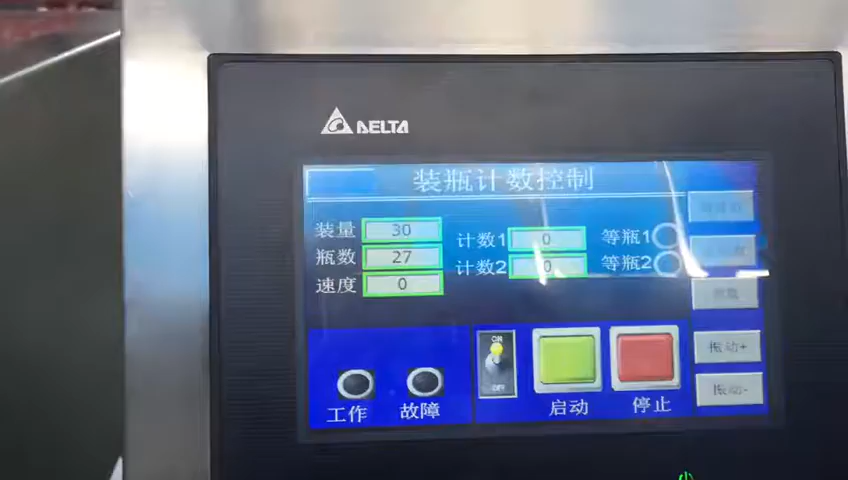 DELTA
装瓶计数控制
装量 30
瓶数 27
速度 0
计数1 0
计数2 0
等瓶1
等瓶2
振动+
振动-
ON
OFF
工作
故障
启动
停止